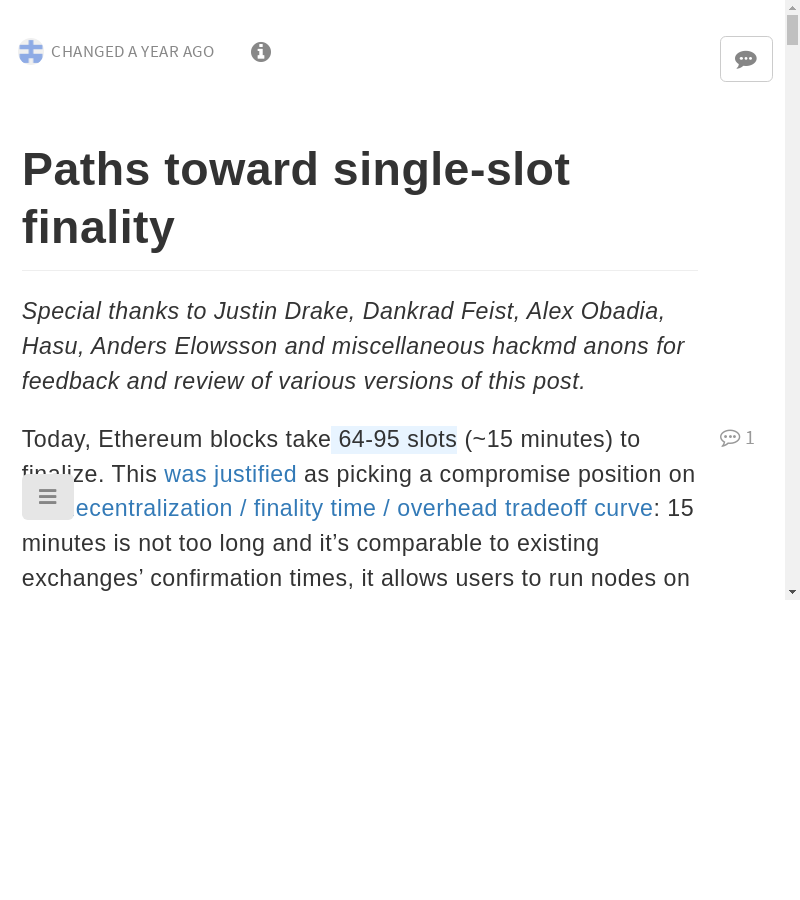 CHANGED A YEAR AGO
Paths toward single-slot
finality
Special thanks to Justin Drake, Dankrad Feist, Alex Obadia,
Hasu, Anders Elowsson and miscellaneous hackmd anons for
feedback and review of various versions of this post.
Today, Ethereum blocks take 64-95 slots (~15 minutes) to
1
finalize. This was justified as picking a compromise position on
ecentralization / finality time / overhead tradeoff curve: 15
minutes is not too long and it’s comparable to existing
exchanges’ confirmation times, it allows users to run nodes on